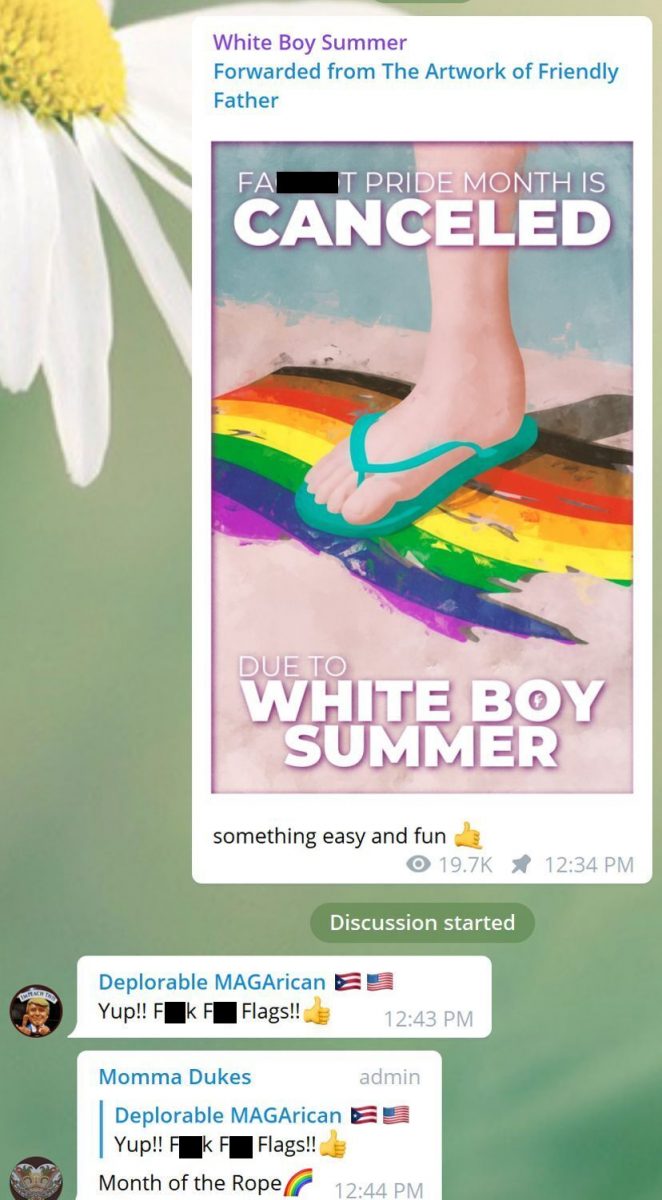 White Boy Summer
Forwarded from The Artwork of Friendly
Father
FA█T PRIDE MONTH IS
CANCELED
DUE TO
WHITE BOY
SUMMER
something easy and fun 🤙
19.7K 12:34 PM
Discussion started
Deplorable MAGArican 🇵🇷 🇺🇸
Yup!! F█k F█ Flags!!👍 12:43 PM
Momma Dukes admin
Deplorable MAGArican 🇵🇷 🇺🇸
Yup!! F█k F█ Flags!!👍
Month of the Rope🌈 12:44 PM